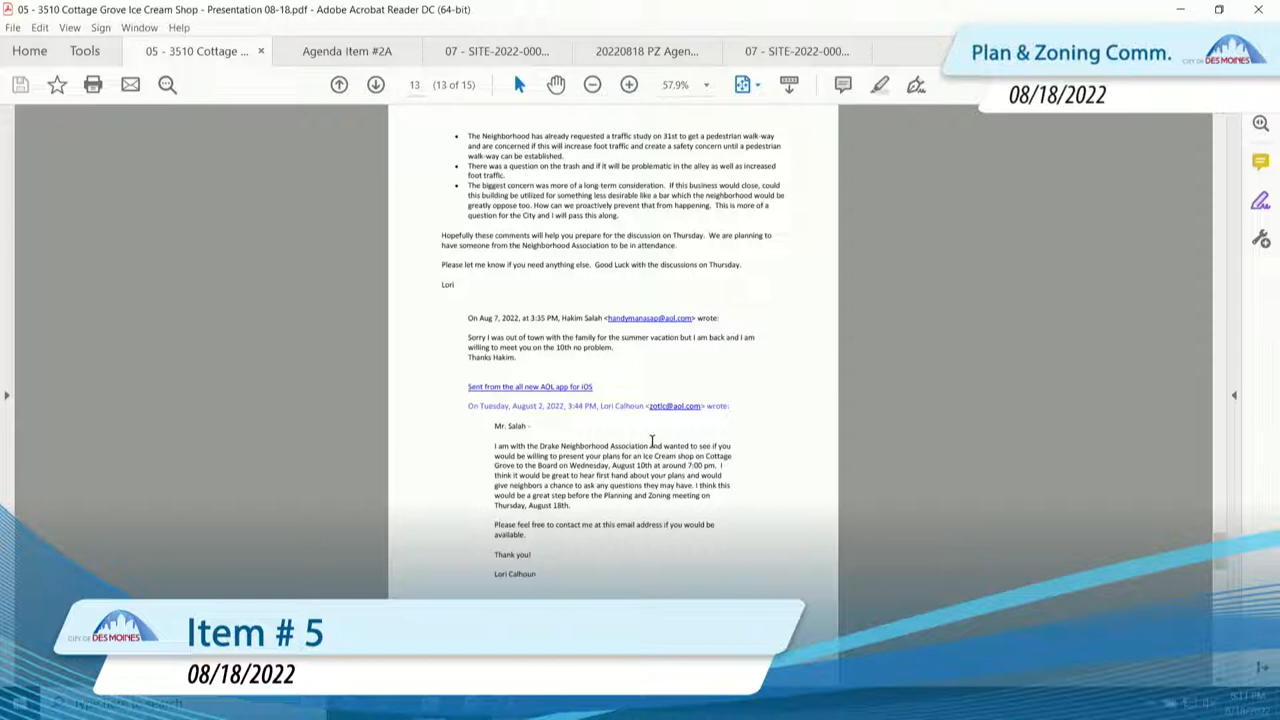 05 - 3510 Cottage Grove Ice Cream Shop - Presentation 08-18.pdf - Adobe Acrobat Reader DC (64-bit)
File Edit View Sign Window Help
Home Tools 05 - 3510 Cottage ... × Agenda Item #2A 07 - SITE-2022-000... 20220818 PZ Agen... 07 - SITE-2022-000...
13 (13 of 15) 57.9%
Plan & Zoning Comm.
CITY OF DES MOINES
08/18/2022
• The Neighborhood has already requested a traffic study on 31st to get a pedestrian walk-way
and are concerned if this will increase foot traffic and create a safety concern until a pedestrian
walk-way can be established.
• There was a question on the trash and if it will be problematic in the alley as well as increased
foot traffic.
• The biggest concern was more of a long-term consideration. If this business would close, could
this building be utilized for something less desirable like a bar which the neighborhood would be
greatly oppose too. How can we proactively prevent that from happening. This is more of a
question for the City and I will pass this along.
Hopefully these comments will help you prepare for the discussion on Thursday. We are planning to
have someone from the Neighborhood Association to be in attendance.
Please let me know if you need anything else. Good Luck with the discussions on Thursday.
Lori
On Aug 7, 2022, at 3:35 PM, Hakim Salah <handymanasap@aol.com> wrote:
Sorry I was out of town with the family for the summer vacation but I am back and I am
willing to meet you on the 10th no problem.
Thanks Hakim.
Sent from the all new AOL app for iOS
On Tuesday, August 2, 2022, 3:44 PM, Lori Calhoun <zotic@aol.com> wrote:
Mr. Salah -
I am with the Drake Neighborhood Association and wanted to see if you
would be willing to present your plans for an Ice Cream shop on Cottage
Grove to the Board on Wednesday, August 10th at around 7:00 pm. I
think it would be great to hear first hand about your plans and would
give neighbors a chance to ask any questions they may have. I think this
would be a great step before the Planning and Zoning meeting on
Thursday, August 18th.
Please feel free to contact me at this email address if you would be
available.
Thank you!
Lori Calhoun
CITY OF DES MOINES
Item # 5
08/18/2022